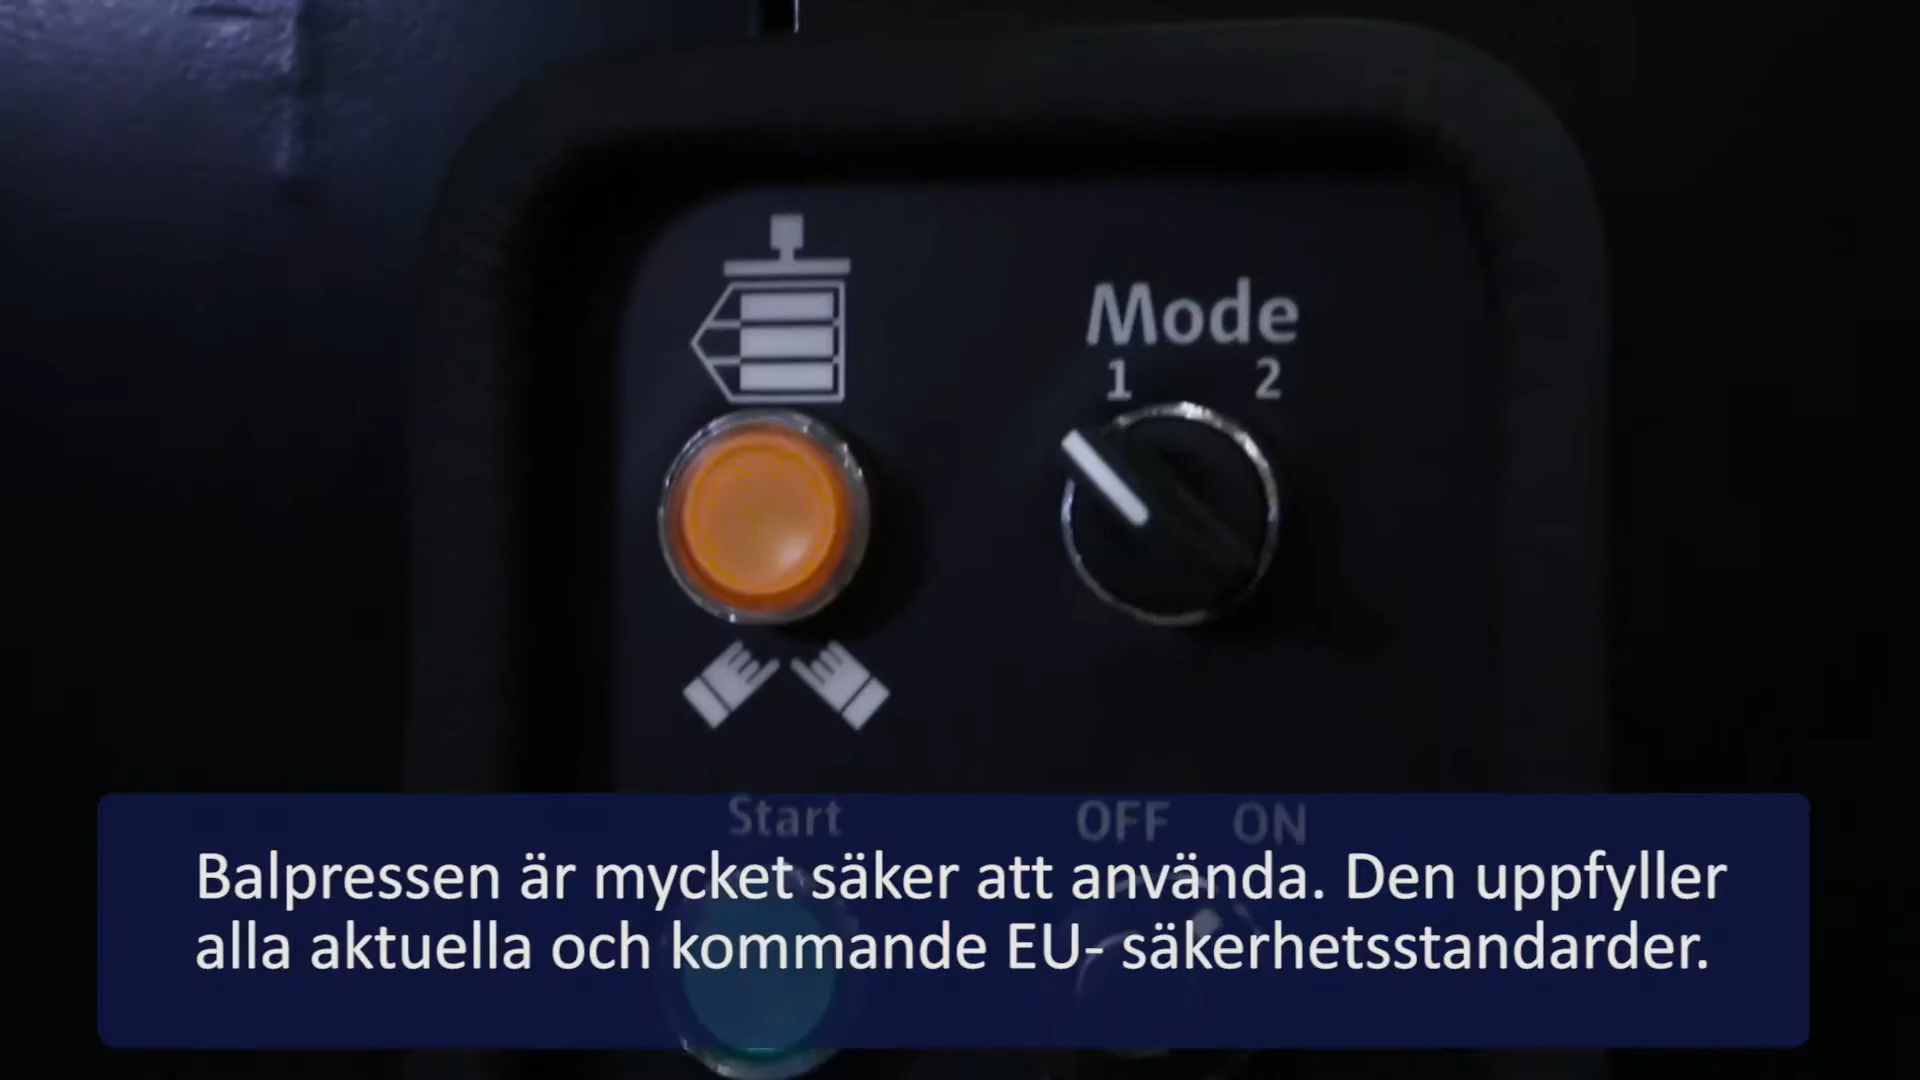 Mode
1 2
Start
OFF ON
Balpressen är mycket säker att använda. Den uppfyller
alla aktuella och kommande EU- säkerhetsstandarder.